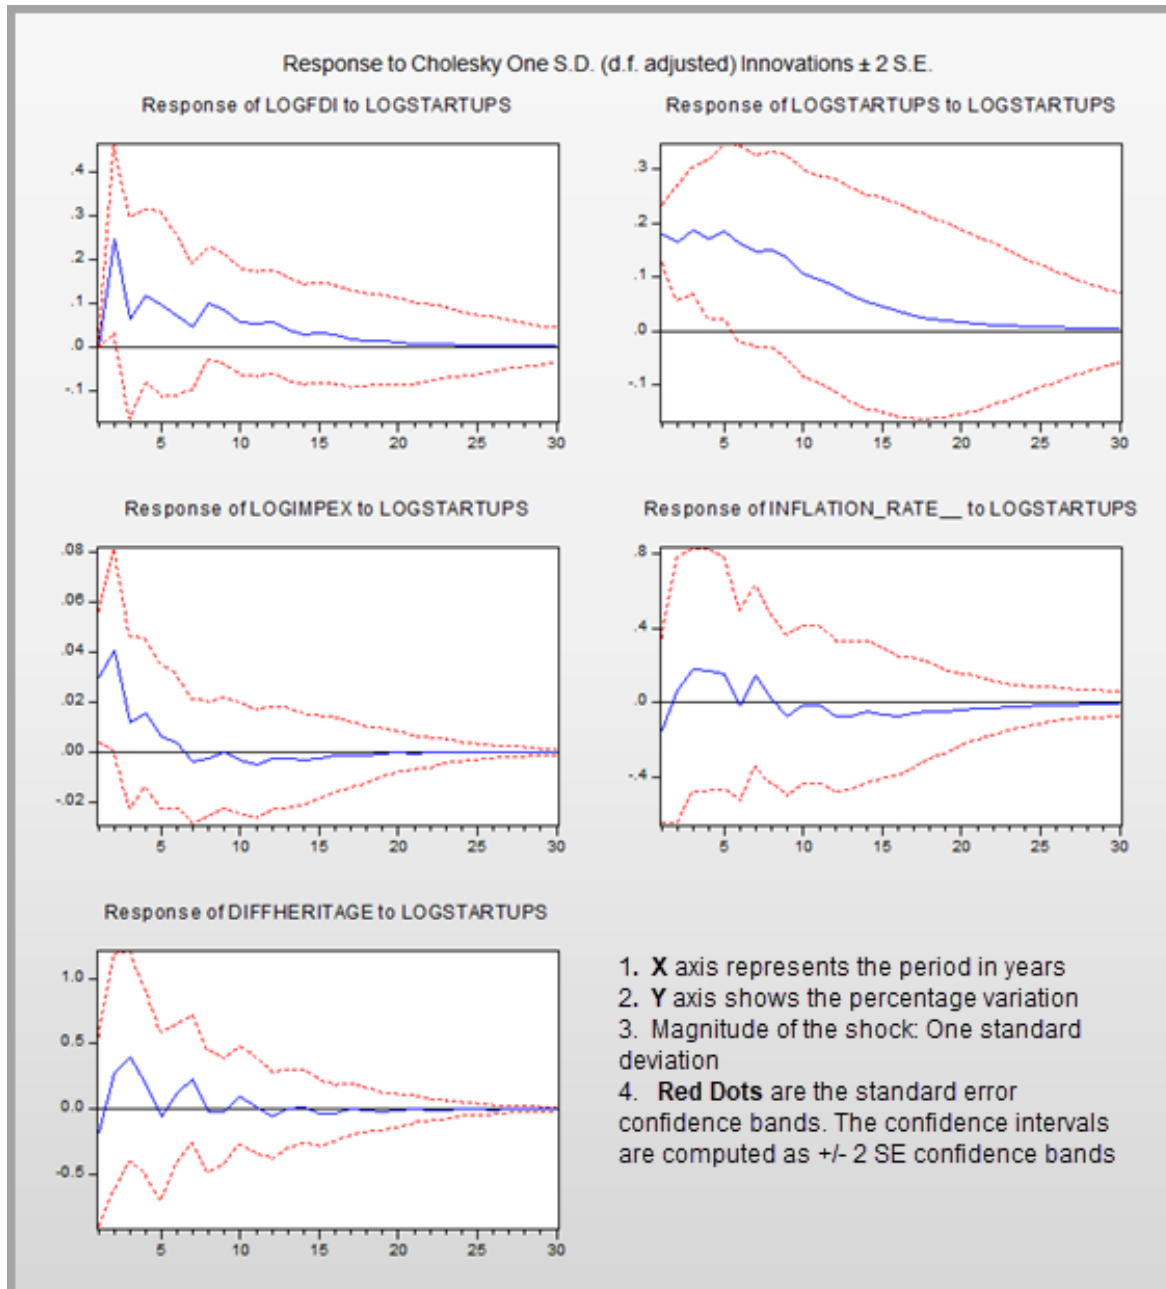 Response to Cholesky One S.D. (d.f. adjusted) Innovations ± 2 S.E.
Response of LOGFDI to LOGSTARTUPS
.4
.3
.2
.1
.0
-.1
5 10 15 20 25 30
Response of LOGSTARTUPS to LOGSTARTUPS
.3
.2
.1
.0
-.1
5 10 15 20 25 30
Response of LOGIMPEX to LOGSTARTUPS
.08
.06
.04
.02
.00
-.02
5 10 15 20 25 30
Response of INFLATION_RATE__ to LOGSTARTUPS
.8
.4
.0
-.4
5 10 15 20 25 30
Response of DIFFHERITAGE to LOGSTARTUPS
1.0
0.5
0.0
-0.5
5 10 15 20 25 30
1. X axis represents the period in years
2. Y axis shows the percentage variation
3. Magnitude of the shock: One standard
deviation
4. Red Dots are the standard error
confidence bands. The confidence intervals
are computed as +/- 2 SE confidence bands